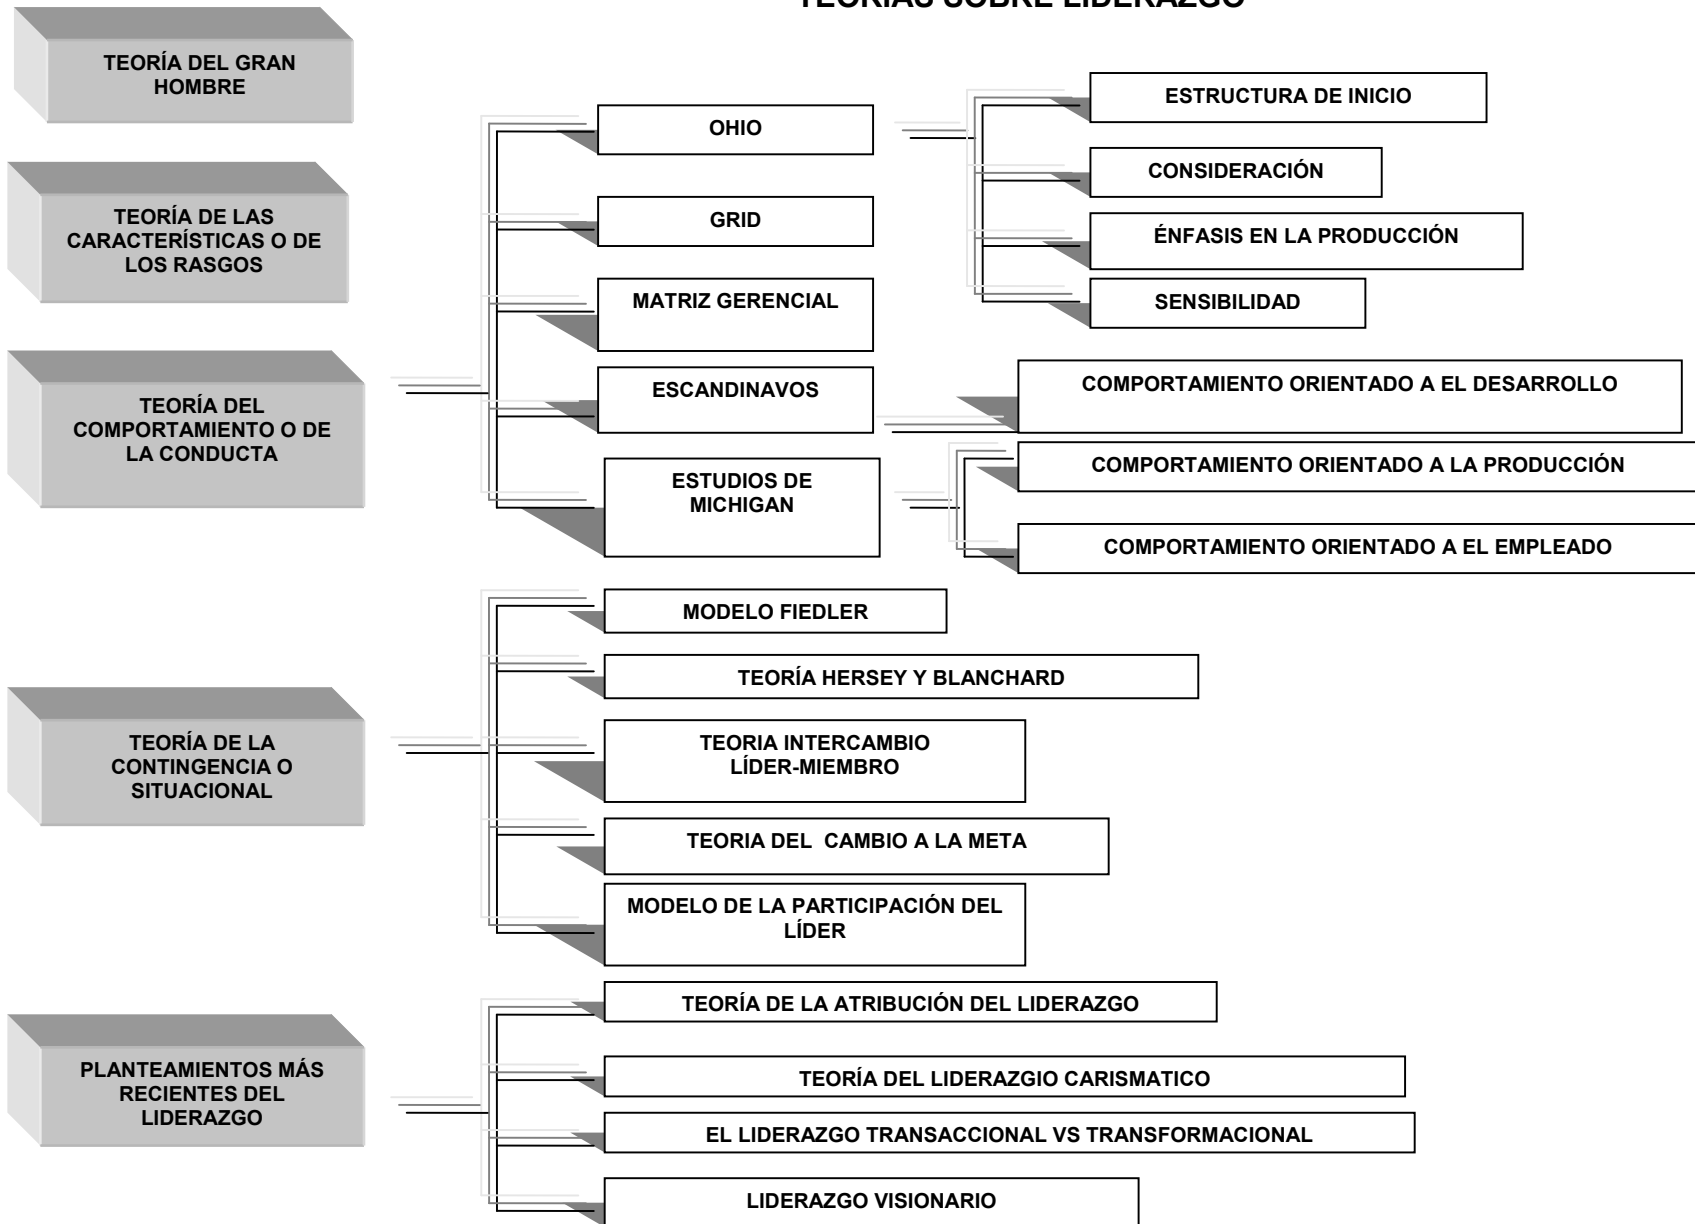 TEORÍAS SOBRE LIDERAZGO
TEORÍA DEL GRAN
HOMBRE
TEORÍA DE LAS
CARACTERÍSTICAS O DE
LOS RASGOS
TEORÍA DEL
COMPORTAMIENTO O DE
LA CONDUCTA
OHIO
GRID
MATRIZ GERENCIAL
ESCANDINAVOS
ESTUDIOS DE
MICHIGAN
ESTRUCTURA DE INICIO
CONSIDERACIÓN
ÉNFASIS EN LA PRODUCCIÓN
SENSIBILIDAD
COMPORTAMIENTO ORIENTADO A EL DESARROLLO
COMPORTAMIENTO ORIENTADO A LA PRODUCCIÓN
COMPORTAMIENTO ORIENTADO A EL EMPLEADO
TEORÍA DE LA
CONTINGENCIA O
SITUACIONAL
MODELO FIEDLER
TEORÍA HERSEY Y BLANCHARD
TEORIA INTERCAMBIO
LÍDER-MIEMBRO
TEORIA DEL  CAMBIO A LA META
MODELO DE LA PARTICIPACIÓN DEL
LÍDER
PLANTEAMIENTOS MÁS
RECIENTES DEL
LIDERAZGO
TEORÍA DE LA ATRIBUCIÓN DEL LIDERAZGO
TEORÍA DEL LIDERAZGIO CARISMATICO
EL LIDERAZGO TRANSACCIONAL VS TRANSFORMACIONAL
LIDERAZGO VISIONARIO